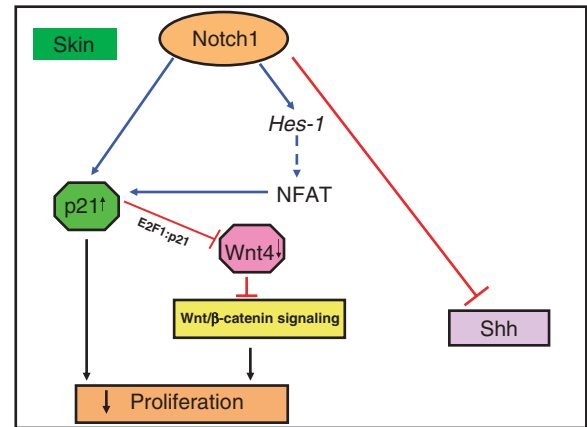 Skin
Notch1
Hes-1
NFAT
p21↑
E2F1:p21
Wnt4↓
Wnt/β-catenin signaling
Shh
↓ Proliferation